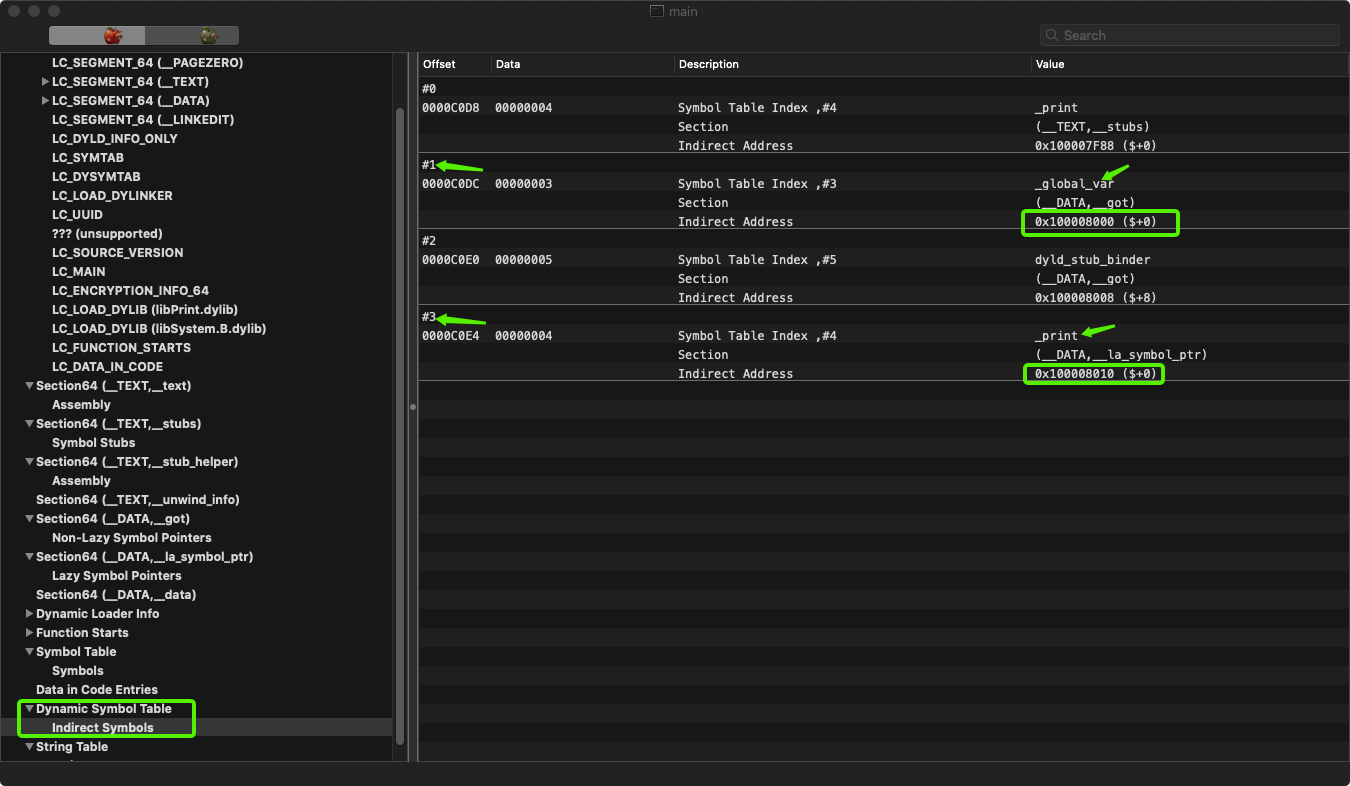 main
Search
LC_SEGMENT_64 (__PAGEZERO)
LC_SEGMENT_64 (__TEXT)
LC_SEGMENT_64 (__DATA)
LC_SEGMENT_64 (__LINKEDIT)
LC_DYLD_INFO_ONLY
LC_SYMTAB
LC_DYSYMTAB
LC_LOAD_DYLINKER
LC_UUID
??? (unsupported)
LC_SOURCE_VERSION
LC_MAIN
LC_ENCRYPTION_INFO_64
LC_LOAD_DYLIB (libPrint.dylib)
LC_LOAD_DYLIB (libSystem.B.dylib)
LC_FUNCTION_STARTS
LC_DATA_IN_CODE
Section64 (__TEXT,__text)
Assembly
Section64 (__TEXT,__stubs)
Symbol Stubs
Section64 (__TEXT,__stub_helper)
Assembly
Section64 (__TEXT,__unwind_info)
Section64 (__DATA,__got)
Non-Lazy Symbol Pointers
Section64 (__DATA,__la_symbol_ptr)
Lazy Symbol Pointers
Section64 (__DATA,__data)
Dynamic Loader Info
Function Starts
Symbol Table
Symbols
Data in Code Entries
Dynamic Symbol Table
Indirect Symbols
String Table
Offset Data Description Value
#0
0000C0D8 00000004 Symbol Table Index ,#4 _print
Section (__TEXT,__stubs)
Indirect Address 0x100007F88 ($+0)
#1
0000C0DC 00000003 Symbol Table Index ,#3 _global_var
Section (__DATA,__got)
Indirect Address 0x100008000 ($+0)
#2
0000C0E0 00000005 Symbol Table Index ,#5 dyld_stub_binder
Section (__DATA,__got)
Indirect Address 0x100008008 ($+8)
#3
0000C0E4 00000004 Symbol Table Index ,#4 _print
Section (__DATA,__la_symbol_ptr)
Indirect Address 0x100008010 ($+0)